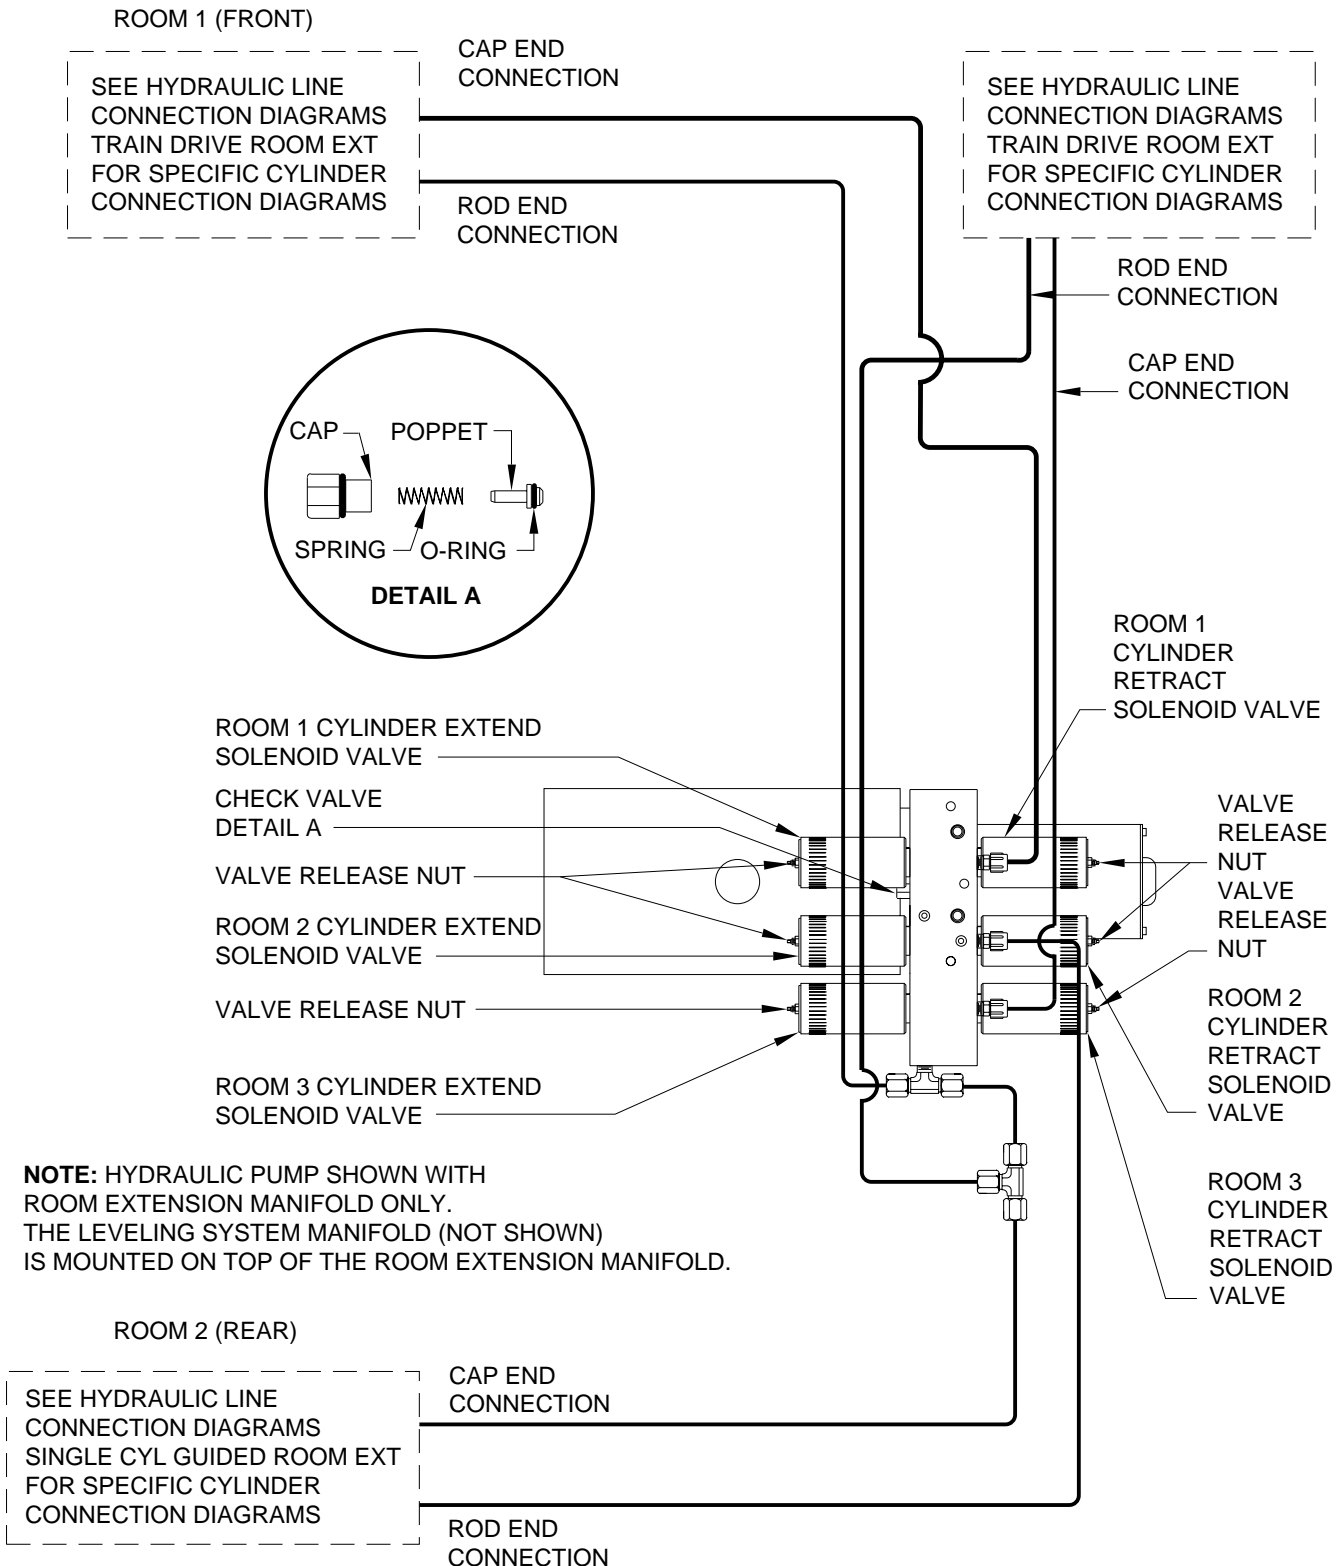 ROOM 1 (FRONT)
SEE HYDRAULIC LINE
CONNECTION DIAGRAMS
TRAIN DRIVE ROOM EXT
FOR SPECIFIC CYLINDER
CONNECTION DIAGRAMS
CAP END
CONNECTION
ROD END
CONNECTION
SEE HYDRAULIC LINE
CONNECTION DIAGRAMS
TRAIN DRIVE ROOM EXT
FOR SPECIFIC CYLINDER
CONNECTION DIAGRAMS
ROD END
CONNECTION
CAP END
CONNECTION
CAP
POPPET
SPRING
O-RING
DETAIL A
ROOM 1
CYLINDER
RETRACT
SOLENOID VALVE
ROOM 1 CYLINDER EXTEND
SOLENOID VALVE
CHECK VALVE
DETAIL A
VALVE RELEASE NUT
ROOM 2 CYLINDER EXTEND
SOLENOID VALVE
VALVE RELEASE NUT
ROOM 3 CYLINDER EXTEND
SOLENOID VALVE
VALVE
RELEASE
NUT
VALVE
RELEASE
NUT
ROOM 2
CYLINDER
RETRACT
SOLENOID
VALVE
ROOM 3
CYLINDER
RETRACT
SOLENOID
VALVE
NOTE: HYDRAULIC PUMP SHOWN WITH
ROOM EXTENSION MANIFOLD ONLY.
THE LEVELING SYSTEM MANIFOLD (NOT SHOWN)
IS MOUNTED ON TOP OF THE ROOM EXTENSION MANIFOLD.
ROOM 2 (REAR)
SEE HYDRAULIC LINE
CONNECTION DIAGRAMS
SINGLE CYL GUIDED ROOM EXT
FOR SPECIFIC CYLINDER
CONNECTION DIAGRAMS
CAP END
CONNECTION
ROD END
CONNECTION